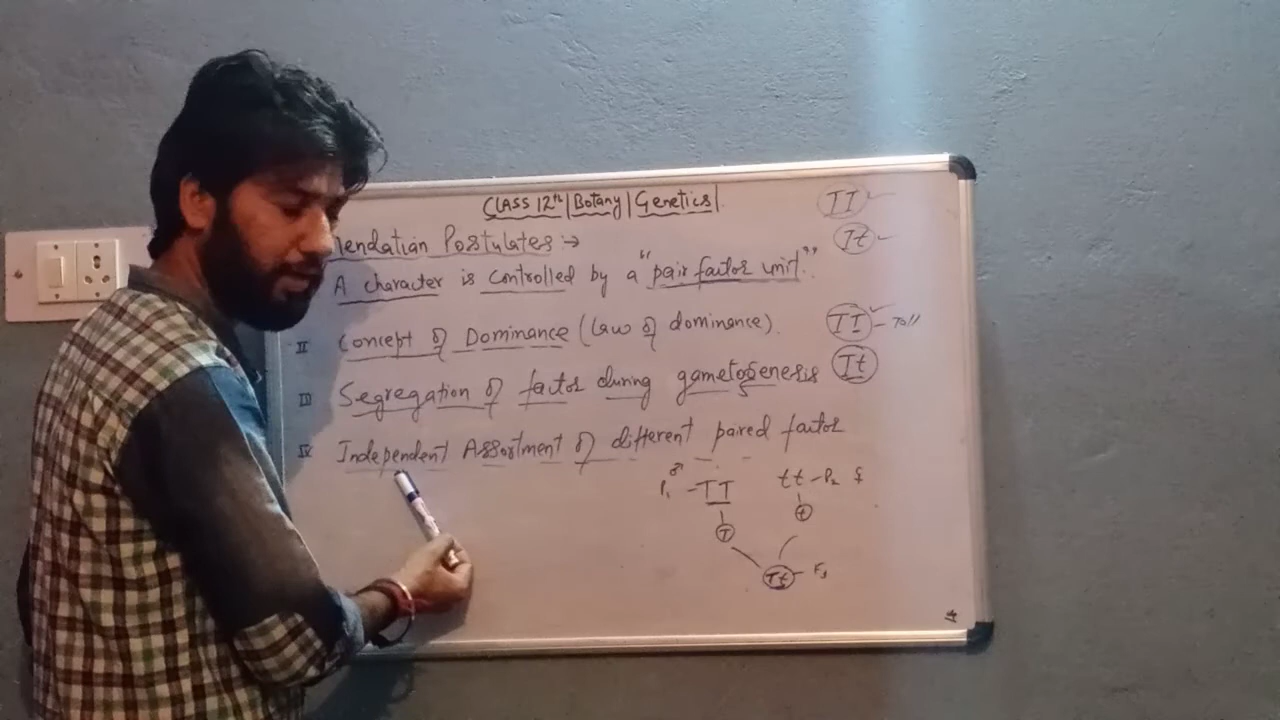 CLASS 12th | Botany | Genetics |
TT
Tt
endatian Postulates :→
A character is controlled by a "pair factor unit".
II Concept of Dominance (Law of dominance).
TT - Tall
Tt
III Segregation of factor during gametogenesis
IV Independent Assortment of different paired factor
P1 - TT ♂ tt - P2 ♀
T t
Tt - F1